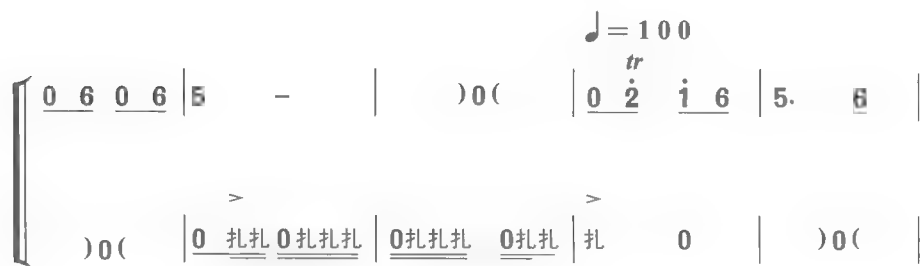 ♩=100
tr
0 6 0 6 | 5 - | )0( | 0 2̇ 1̇ 6 | 5. 6 |
> >
)0( | 0 扎扎 0扎扎扎 | 0扎扎扎 0扎扎 | 扎 0 | )0( |